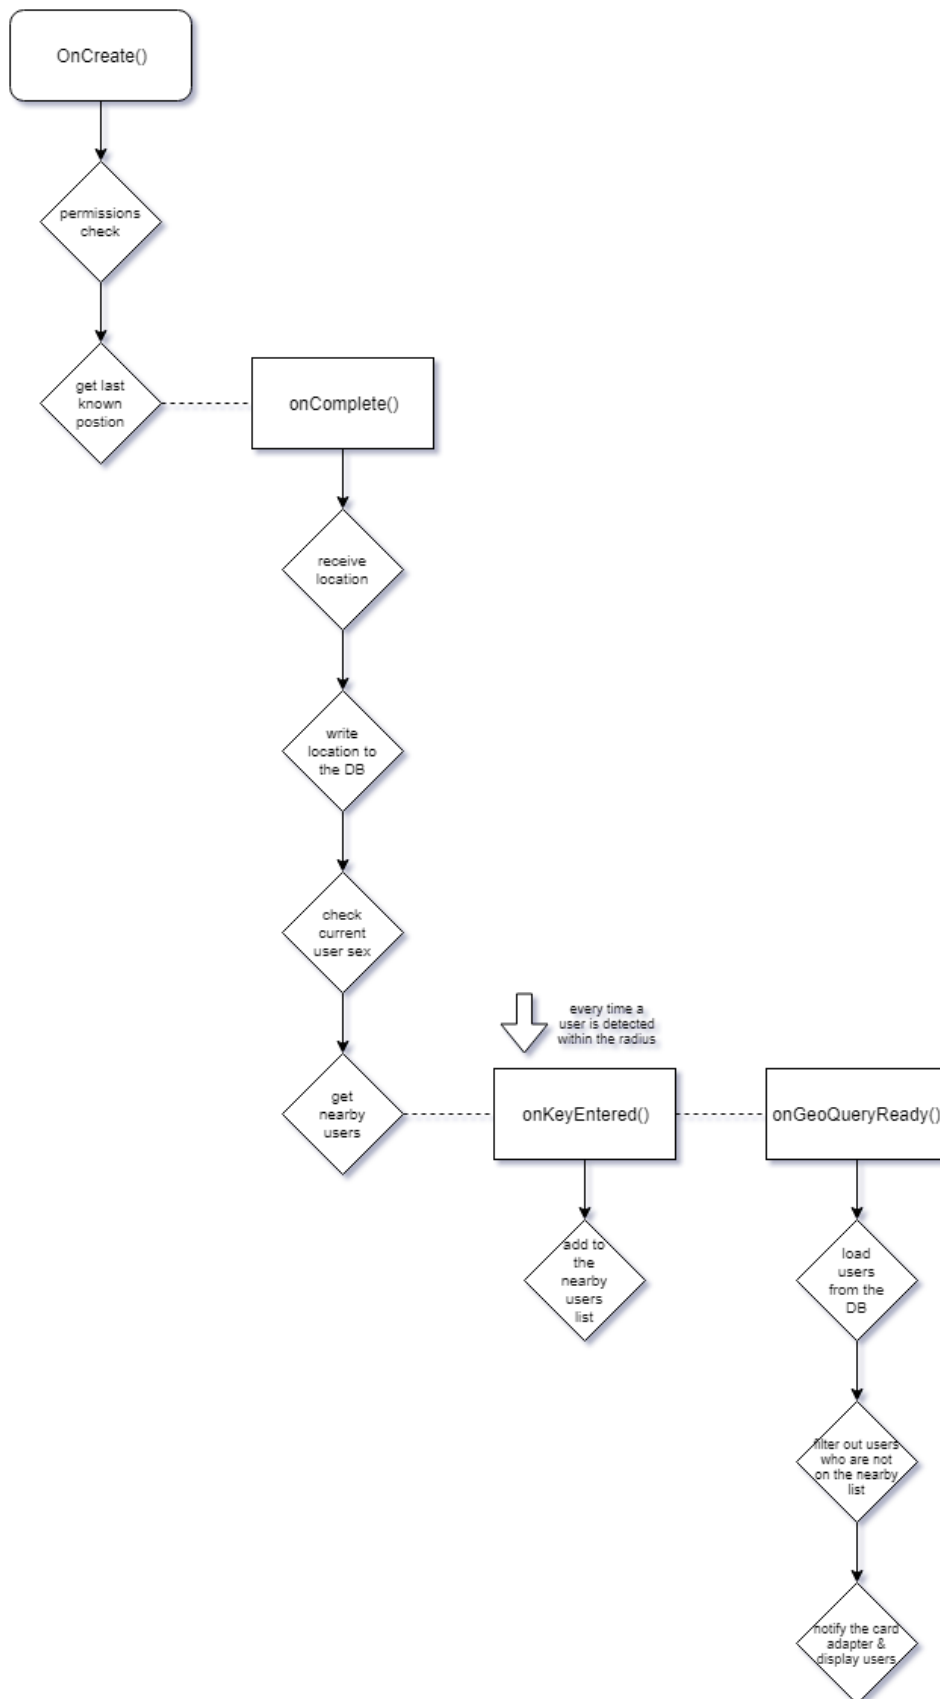 OnCreate()
permissions
check
get last
known
postion
onComplete()
receive
location
write
location to
the DB
check
current
user sex
get
nearby
users
every time a
user is detected
within the radius
onKeyEntered()
add to
the
nearby
users
list
onGeoQueryReady()
load
users
from the
DB
filter out users
who are not
on the nearby
list
notify the card
adapter &
display users